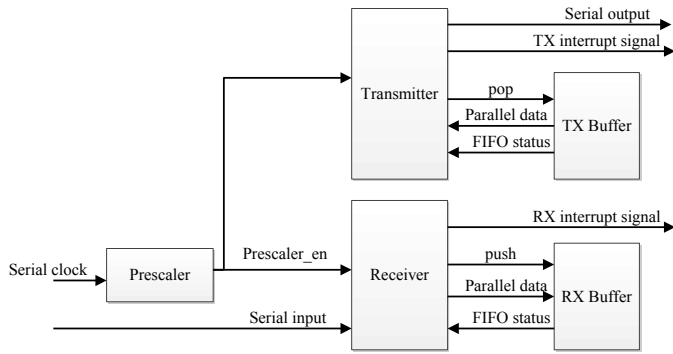 Serial output
TX interrupt signal
Transmitter
pop
Parallel data
FIFO status
TX Buffer
RX interrupt signal
Serial clock
Prescaler
Prescaler_en
Receiver
push
Parallel data
FIFO status
RX Buffer
Serial input